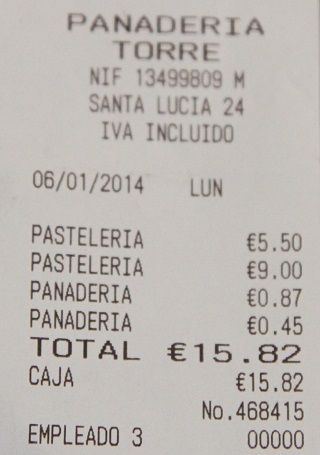 PANADERIA
TORRE
NIF 13499809 M
SANTA LUCIA 24
IVA INCLUIDO
06/01/2014 LUN
PASTELERIA €5.50
PASTELERIA €9.00
PANADERIA €0.87
PANADERIA €0.45
TOTAL €15.82
CAJA €15.82
No.468415
EMPLEADO 3 00000